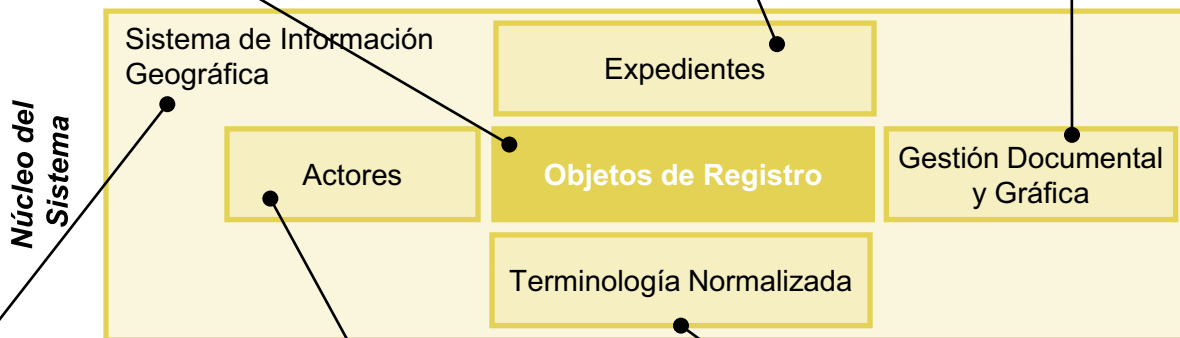 Núcleo del
Sistema
Sistema de Información
Geográfica
Expedientes
Actores
Objetos de Registro
Gestión Documental
y Gráfica
Terminología Normalizada